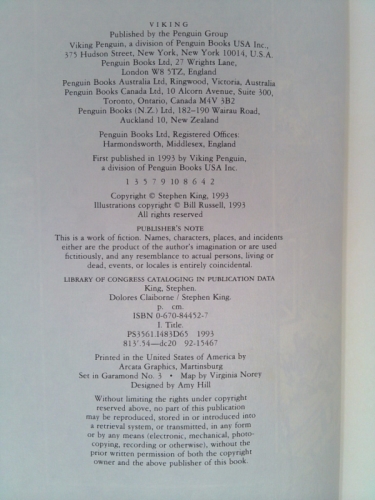 VIKING
Published by the Penguin Group
Viking Penguin, a division of Penguin Books USA Inc.,
375 Hudson Street, New York, New York 10014, U.S.A.
Penguin Books Ltd, 27 Wrights Lane,
London W8 5TZ, England
Penguin Books Australia Ltd, Ringwood, Victoria, Australia
Penguin Books Canada Ltd, 10 Alcorn Avenue, Suite 300,
Toronto, Ontario, Canada M4V 3B2
Penguin Books (N.Z.) Ltd, 182–190 Wairau Road,
Auckland 10, New Zealand
Penguin Books Ltd, Registered Offices:
Harmondsworth, Middlesex, England
First published in 1993 by Viking Penguin,
a division of Penguin Books USA Inc.
1 3 5 7 9 10 8 6 4 2
Copyright © Stephen King, 1993
Illustrations copyright © Bill Russell, 1993
All rights reserved
PUBLISHER'S NOTE
This is a work of fiction. Names, characters, places, and incidents
either are the product of the author's imagination or are used
fictitiously, and any resemblance to actual persons, living or
dead, events, or locales is entirely coincidental.
LIBRARY OF CONGRESS CATALOGING IN PUBLICATION DATA
King, Stephen.
Dolores Claiborne / Stephen King.
p. cm.
ISBN 0-670-84452-7
I. Title.
PS3561.I483D65 1993
813'.54—dc20 92-15467
Printed in the United States of America by
Arcata Graphics, Martinsburg
Set in Garamond No. 3 • Map by Virginia Norey
Designed by Amy Hill
Without limiting the rights under copyright
reserved above, no part of this publication
may be reproduced, stored in or introduced into
a retrieval system, or transmitted, in any form
or by any means (electronic, mechanical, photo-
copying, recording or otherwise), without the
prior written permission of both the copyright
owner and the above publisher of this book.